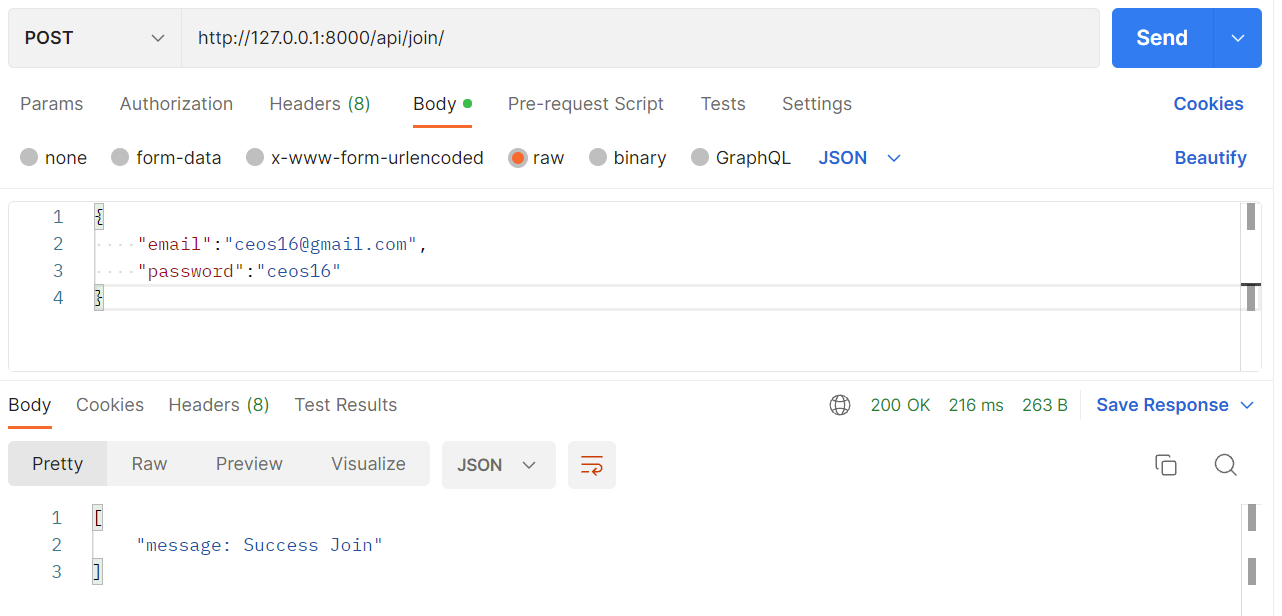 POST http://127.0.0.1:8000/api/join/ Send
Params Authorization Headers (8) Body Pre-request Script Tests Settings Cookies
none form-data x-www-form-urlencoded raw binary GraphQL JSON Beautify
1 {
2 ····"email":"ceos16@gmail.com",
3 ····"password":"ceos16"
4 }
Body Cookies Headers (8) Test Results 200 OK 216 ms 263 B Save Response
Pretty Raw Preview Visualize JSON
1 [
2 "message: Success Join"
3 ]